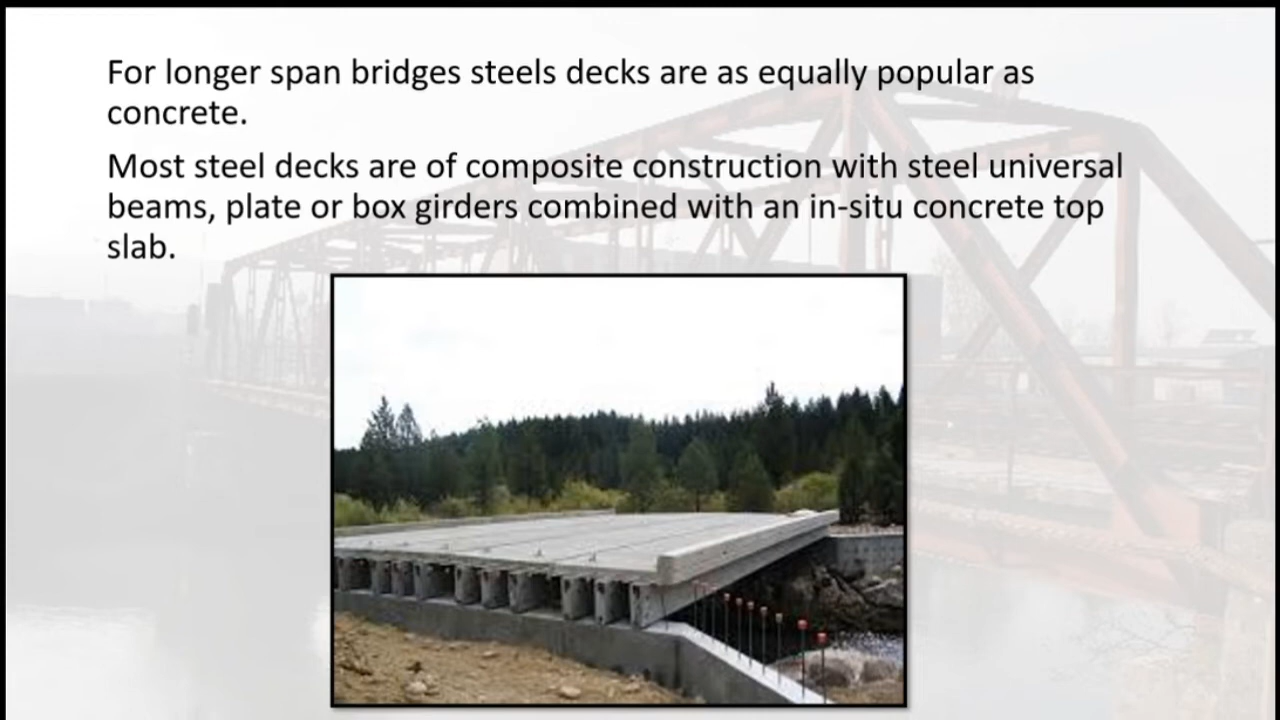 For longer span bridges steels decks are as equally popular as
concrete.
Most steel decks are of composite construction with steel universal
beams, plate or box girders combined with an in-situ concrete top
slab.